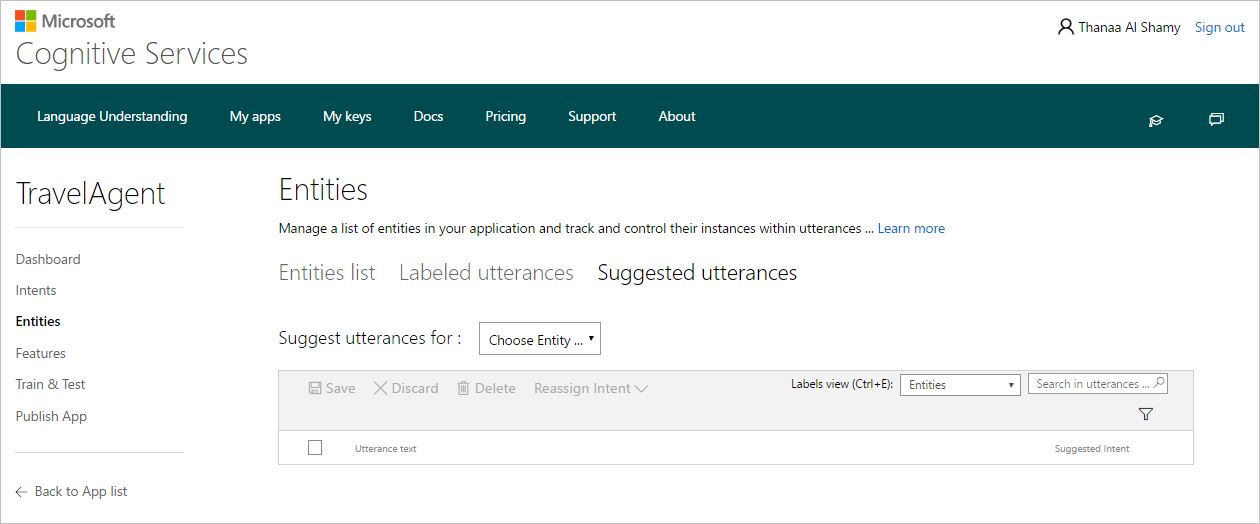 Microsoft
Cognitive Services
Thanaa Al Shamy Sign out
Language Understanding My apps My keys Docs Pricing Support About
TravelAgent
Dashboard
Intents
Entities
Features
Train & Test
Publish App
Back to App list
Entities
Manage a list of entities in your application and track and control their instances within utterances ... Learn more
Entities list Labeled utterances Suggested utterances
Suggest utterances for : Choose Entity ...
Save Discard Delete Reassign Intent Labels view (Ctrl+E): Entities Search in utterances ...
Utterance text Suggested Intent